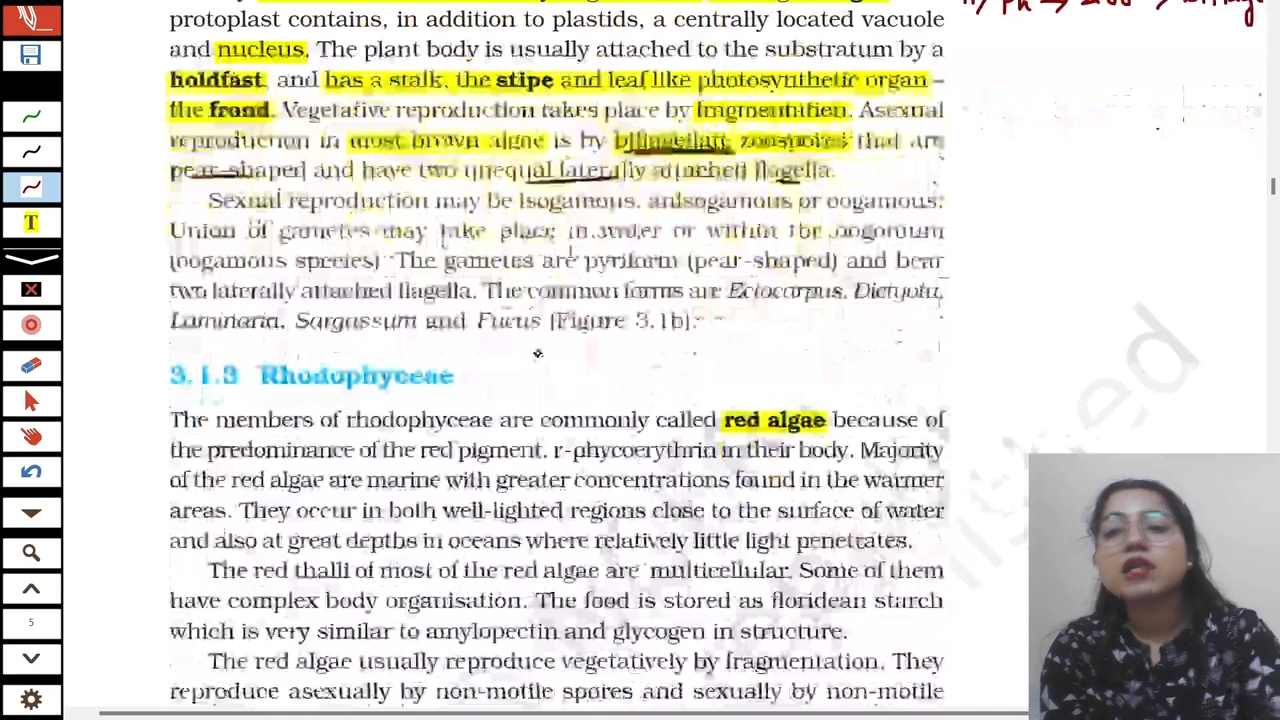 protoplast contains, in addition to plastids, a centrally located vacuole
and nucleus. The plant body is usually attached to the substratum by a
holdfast, and has a stalk, the stipe and leaf like photosynthetic organ –
the frond. Vegetative reproduction takes place by fragmentation. Asexual
reproduction in most brown algae is by biflagellate zoospores that are
pear-shaped and have two unequal laterally attached flagella.
Sexual reproduction may be isogamous, anisogamous or oogamous.
Union of gametes may take place in water or within the oogonium
(oogamous species). The gametes are pyriform (pear-shaped) and bear
two laterally attached flagella. The common forms are Ectocarpus, Dictyota,
Laminaria, Sargassum and Fucus (Figure 3.1b).
3.1.3 Rhodophyceae
The members of rhodophyceae are commonly called red algae because of
the predominance of the red pigment, r-phycoerythrin in their body. Majority
of the red algae are marine with greater concentrations found in the warmer
areas. They occur in both well-lighted regions close to the surface of water
and also at great depths in oceans where relatively little light penetrates.
The red thalli of most of the red algae are multicellular. Some of them
have complex body organisation. The food is stored as floridean starch
which is very similar to amylopectin and glycogen in structure.
The red algae usually reproduce vegetatively by fragmentation. They
reproduce asexually by non-motile spores and sexually by non-motile
T
5